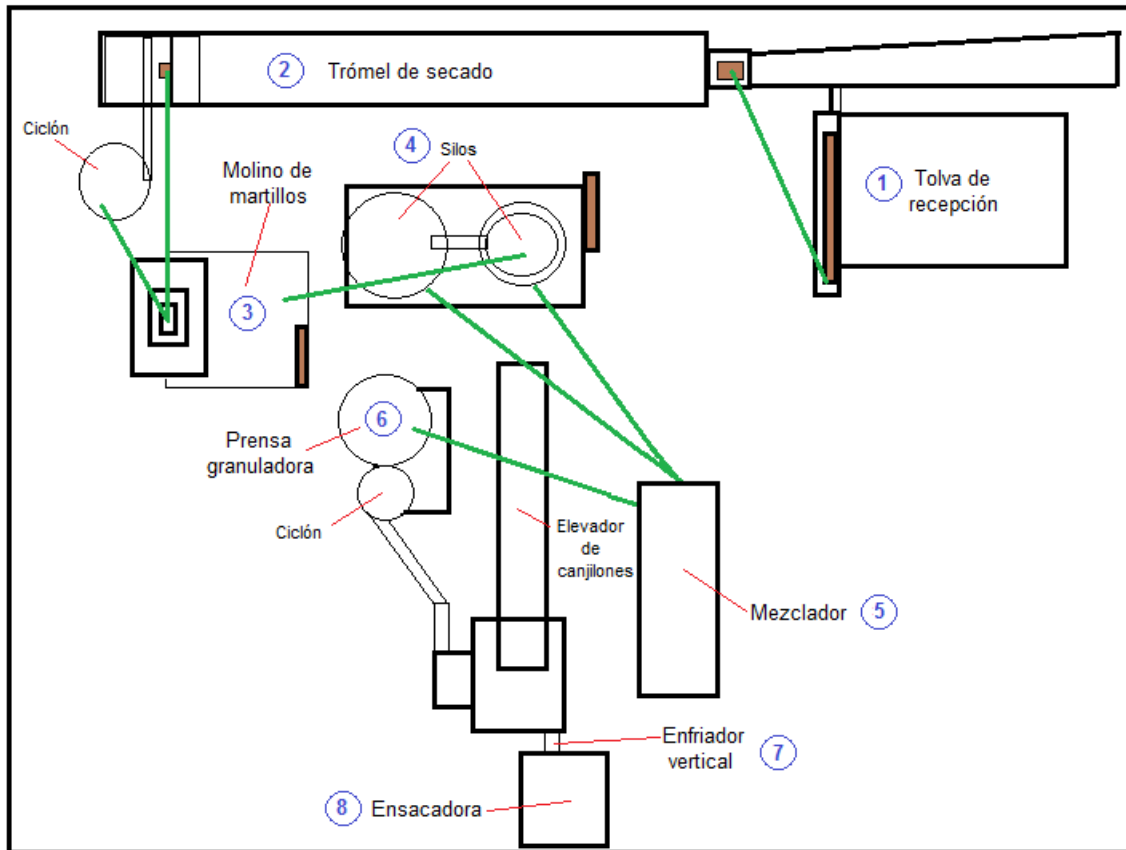 2 Trómel de secado
Ciclón
4 Silos
Molino de
martillos
1 Tolva de
recepción
3
6
Prensa
granuladora
Ciclón
Elevador
de
canjilones
Mezclador 5
Enfriador
vertical 7
8 Ensacadora